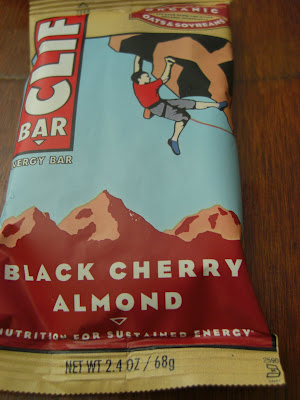 ORGANIC
OATS & SOYBEANS
CLIF
BAR
ENERGY BAR
BLACK CHERRY
ALMOND
NUTRITION FOR SUSTAINED ENERGY
NET WT 2.4 OZ / 68g